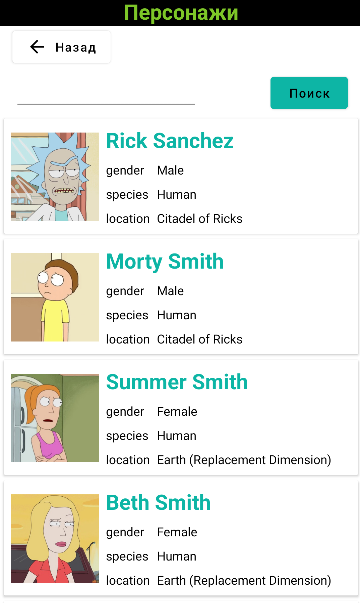 Персонажи
Назад
Поиск
Rick Sanchez
gender Male
species Human
location Citadel of Ricks
Morty Smith
gender Male
species Human
location Citadel of Ricks
Summer Smith
gender Female
species Human
location Earth (Replacement Dimension)
Beth Smith
gender Female
species Human
location Earth (Replacement Dimension)